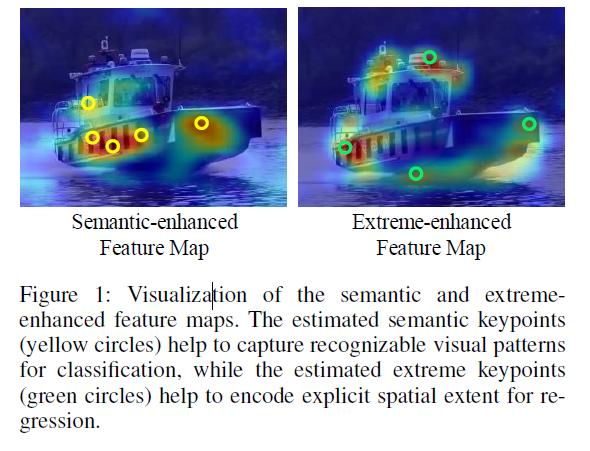 Semantic-enhanced
Feature Map
Extreme-enhanced
Feature Map
Figure 1: Visualization of the semantic and extreme-
enhanced feature maps. The estimated semantic keypoints
(yellow circles) help to capture recognizable visual patterns
for classification, while the estimated extreme keypoints
(green circles) help to encode explicit spatial extent for re-
gression.